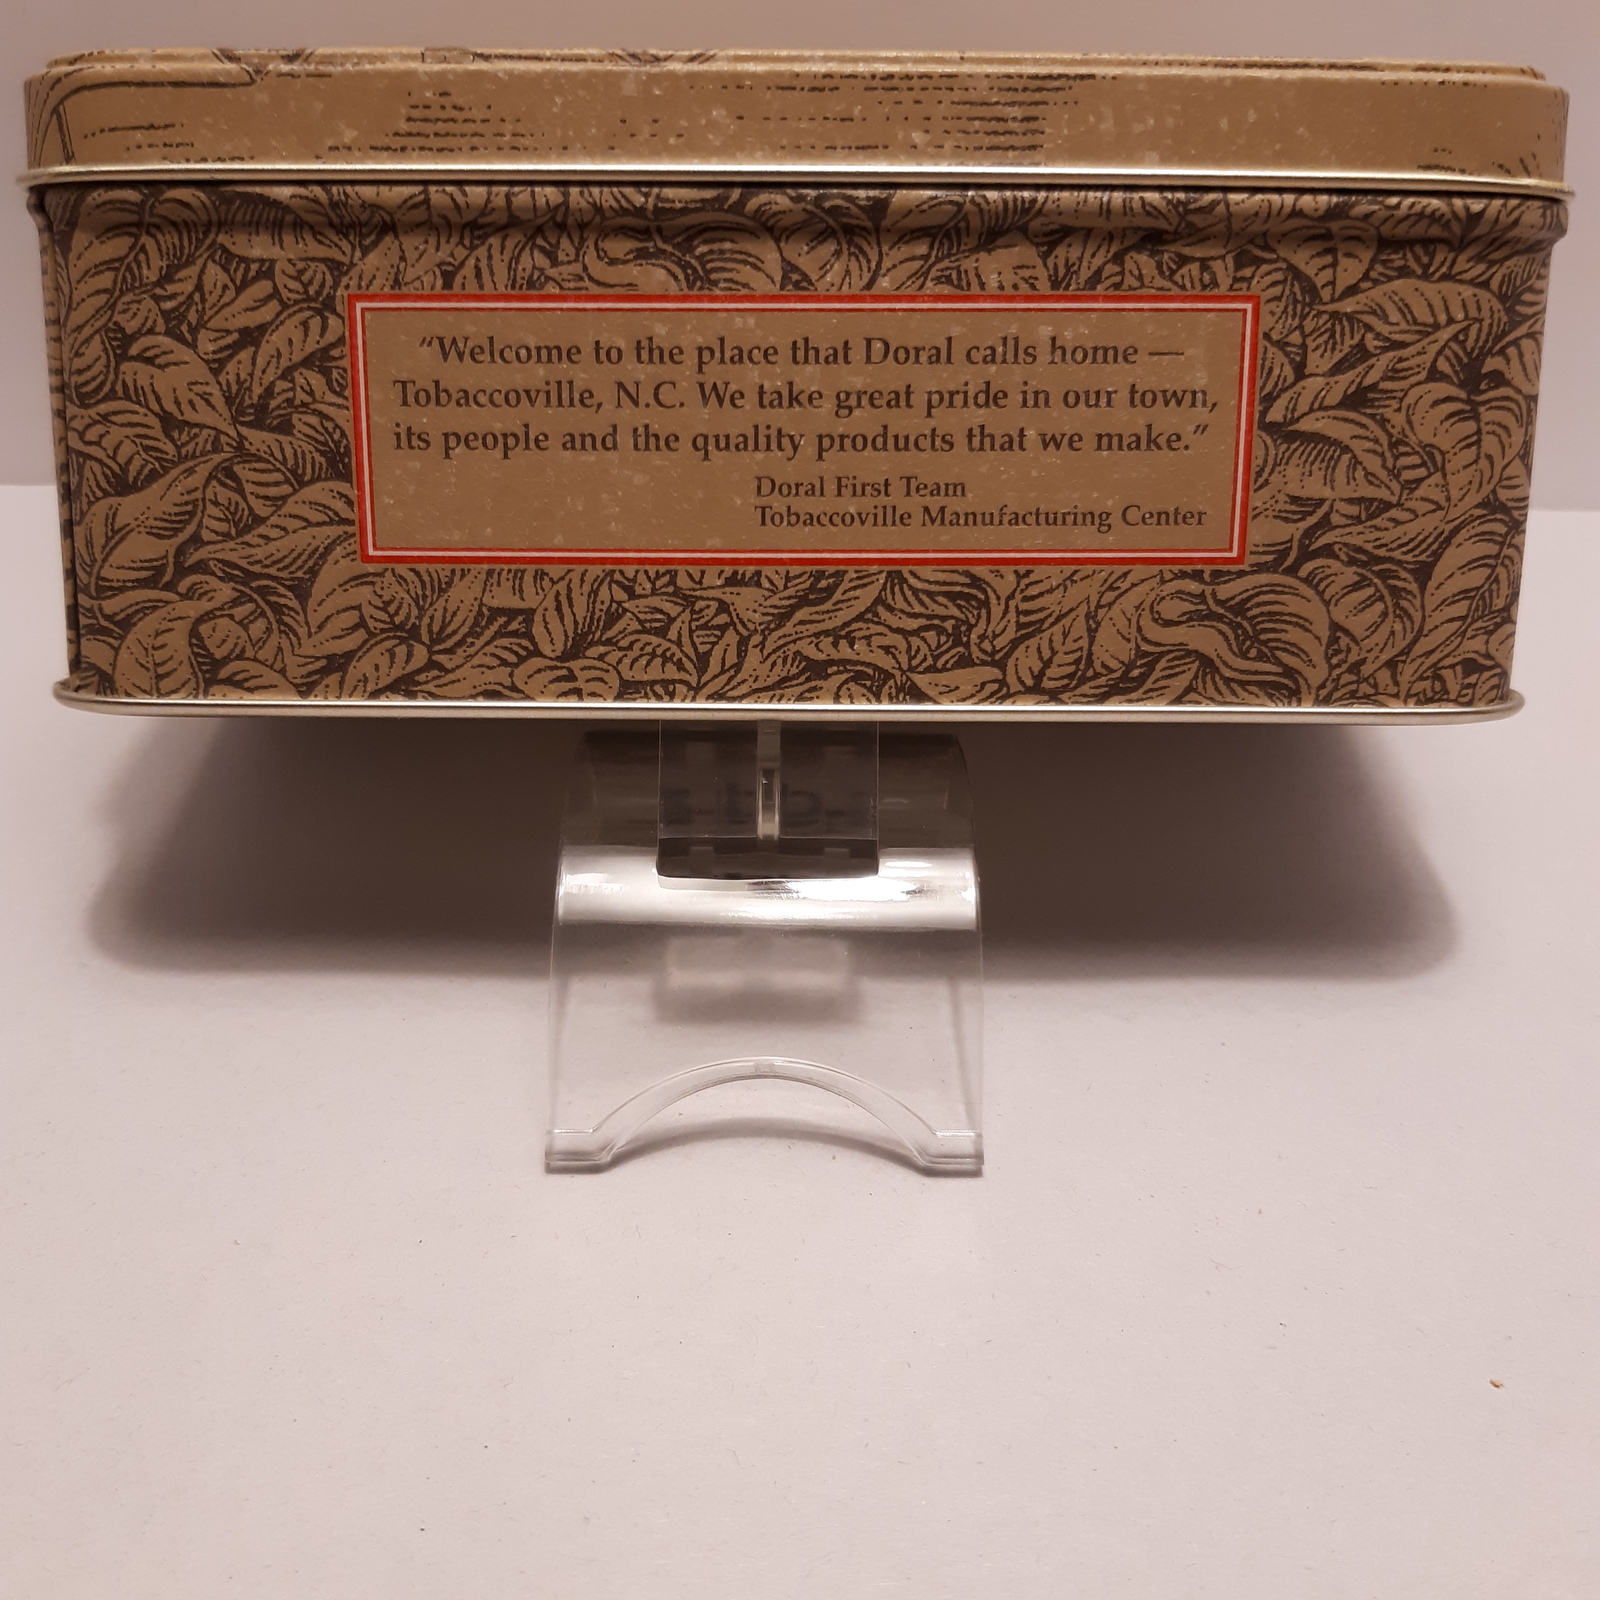 “Welcome to the place that Doral calls home —
Tobaccoville, N.C. We take great pride in our town,
its people and the quality products that we make.”
Doral First Team
Tobaccoville Manufacturing Center